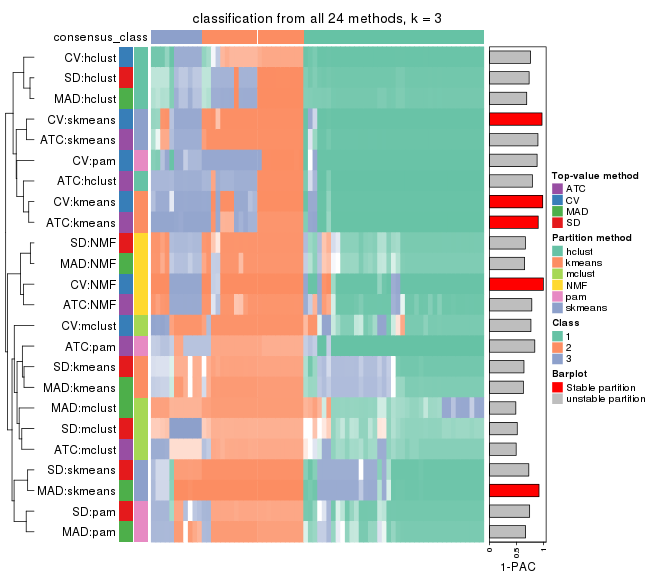 classification from all 24 methods, k = 3
consensus_class
CV:hclust
SD:hclust
MAD:hclust
CV:skmeans
ATC:skmeans
CV:pam
ATC:hclust
CV:kmeans
ATC:kmeans
SD:NMF
MAD:NMF
CV:NMF
ATC:NMF
CV:mclust
ATC:pam
SD:kmeans
MAD:kmeans
MAD:mclust
SD:mclust
ATC:mclust
SD:skmeans
MAD:skmeans
SD:pam
MAD:pam
0
0.5
1
1-PAC
Top-value method
ATC
CV
MAD
SD
Partition method
hclust
kmeans
mclust
NMF
pam
skmeans
Class
1
2
3
Barplot
Stable partition
unstable partition